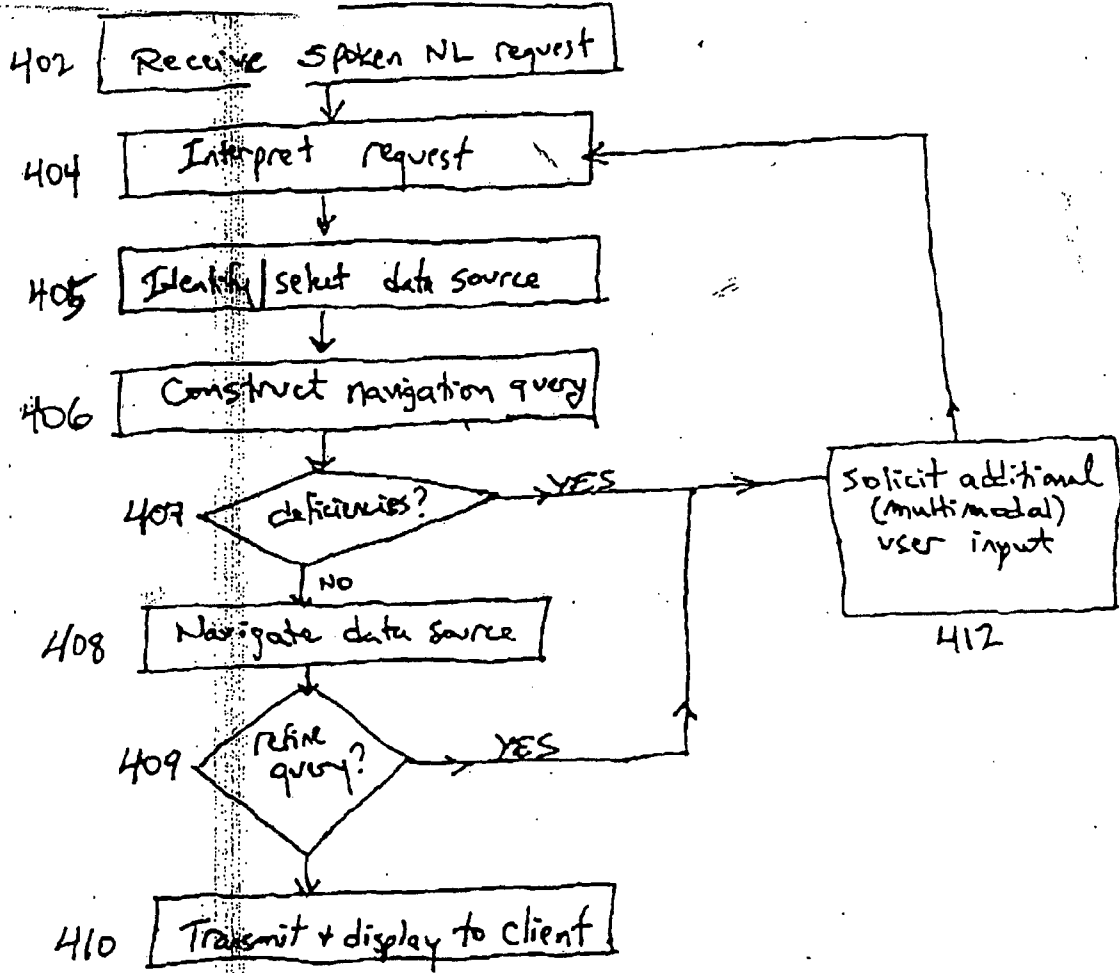 402 Receive Spoken NL request
404 Interpret request
405 Identify/select data source
406 Construct navigation query
407 deficiencies? YES
solicit additional
(multimodal)
user input
412
NO
408 Navigate data source
409 refine
query? YES
410 Transmit + display to client